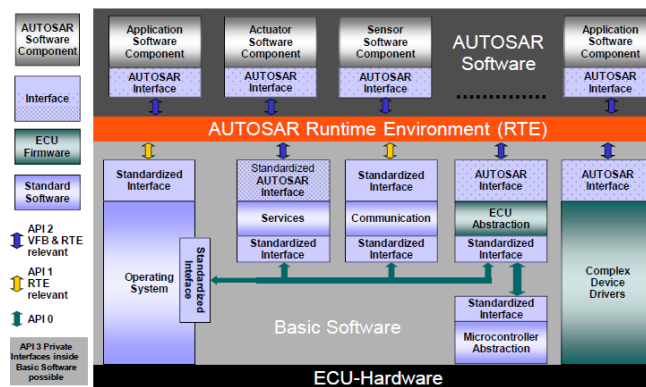 AUTOSAR
Software
Component
Interface
ECU
Firmware
Standard
Software
API 2
VFB & RTE
relevant
API 1
RTE
relevant
API 0
API 3 Private
Interfaces inside
Basic Software
possible
Application
Software
Component
AUTOSAR
Interface
Actuator
Software
Component
AUTOSAR
Interface
Sensor
Software
Component
AUTOSAR
Interface
AUTOSAR
Software
..............
Application
Software
Component
AUTOSAR
Interface
AUTOSAR Runtime Environment (RTE)
Standardized
Interface
Operating
System
Standardized
Interface
Standardized
AUTOSAR
Interface
Services
Standardized
Interface
Standardized
Interface
Communication
Standardized
Interface
AUTOSAR
Interface
ECU
Abstraction
Standardized
Interface
Standardized
Interface
Microcontroller
Abstraction
AUTOSAR
Interface
Complex
Device
Drivers
Basic Software
ECU-Hardware